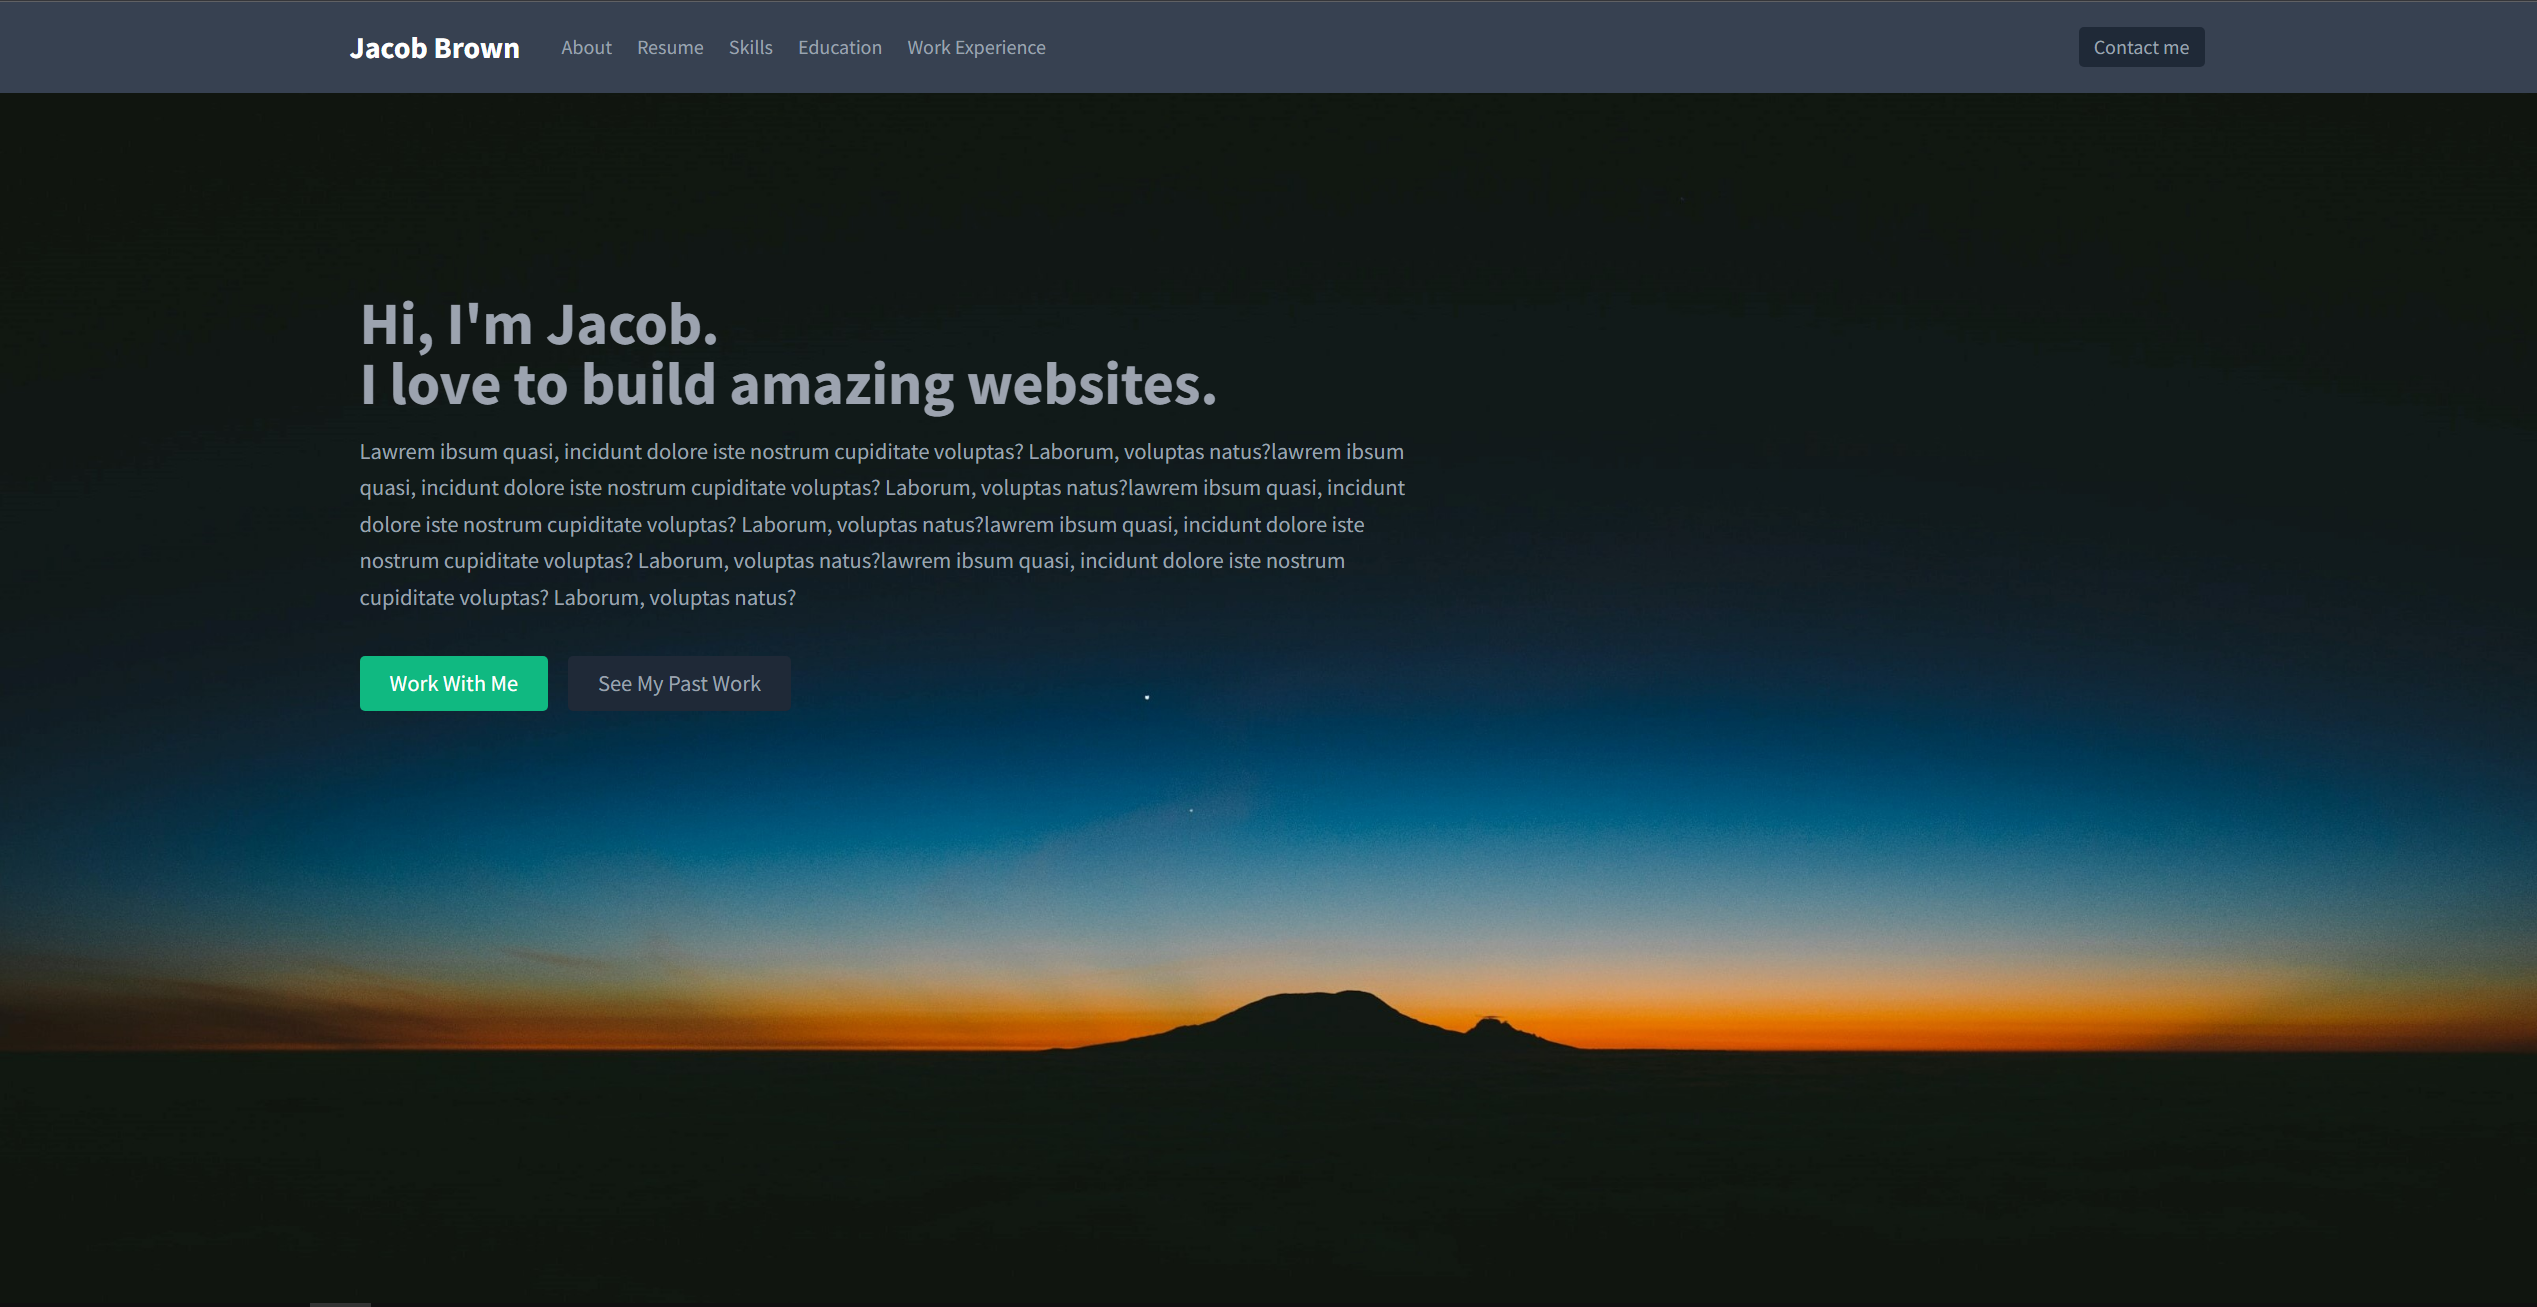 Jacob Brown About Resume Skills Education Work Experience Contact me
Hi, I'm Jacob.
I love to build amazing websites.
Lawrem ibsum quasi, incidunt dolore iste nostrum cupiditate voluptas? Laborum, voluptas natus?lawrem ibsum
quasi, incidunt dolore iste nostrum cupiditate voluptas? Laborum, voluptas natus?lawrem ibsum quasi, incidunt
dolore iste nostrum cupiditate voluptas? Laborum, voluptas natus?lawrem ibsum quasi, incidunt dolore iste
nostrum cupiditate voluptas? Laborum, voluptas natus?lawrem ibsum quasi, incidunt dolore iste nostrum
cupiditate voluptas? Laborum, voluptas natus?
Work With Me See My Past Work